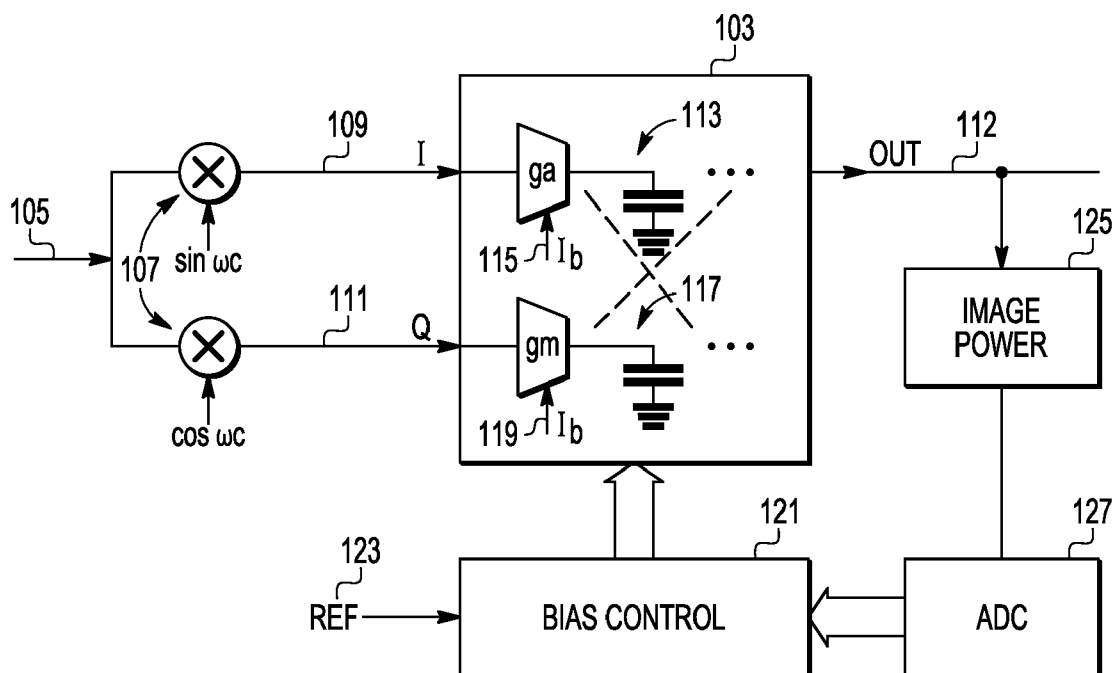 103
109
I
113
112
OUT
ga
105
107
sin ωc
115
Ib
125
111
117
IMAGE
POWER
Q
gm
119
Ib
cos ωc
121
127
123
REF
BIAS CONTROL
ADC